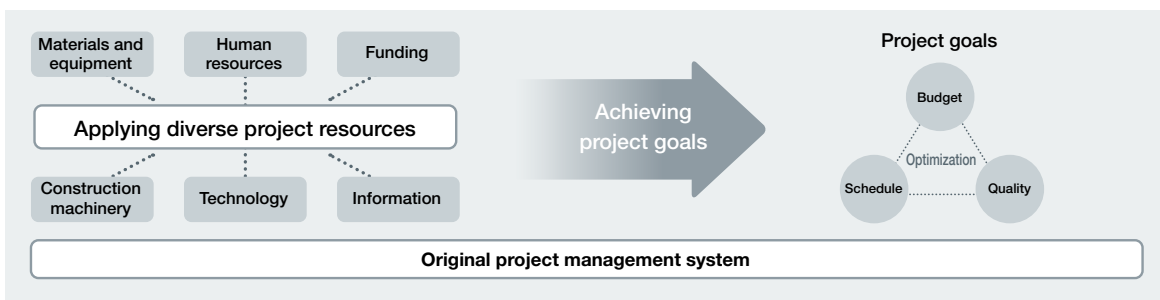 Materials and
equipment
Human
resources
Funding
Applying diverse project resources
Construction
machinery
Technology
Information
Achieving
project goals
Project goals
Budget
Optimization
Schedule
Quality
Original project management system